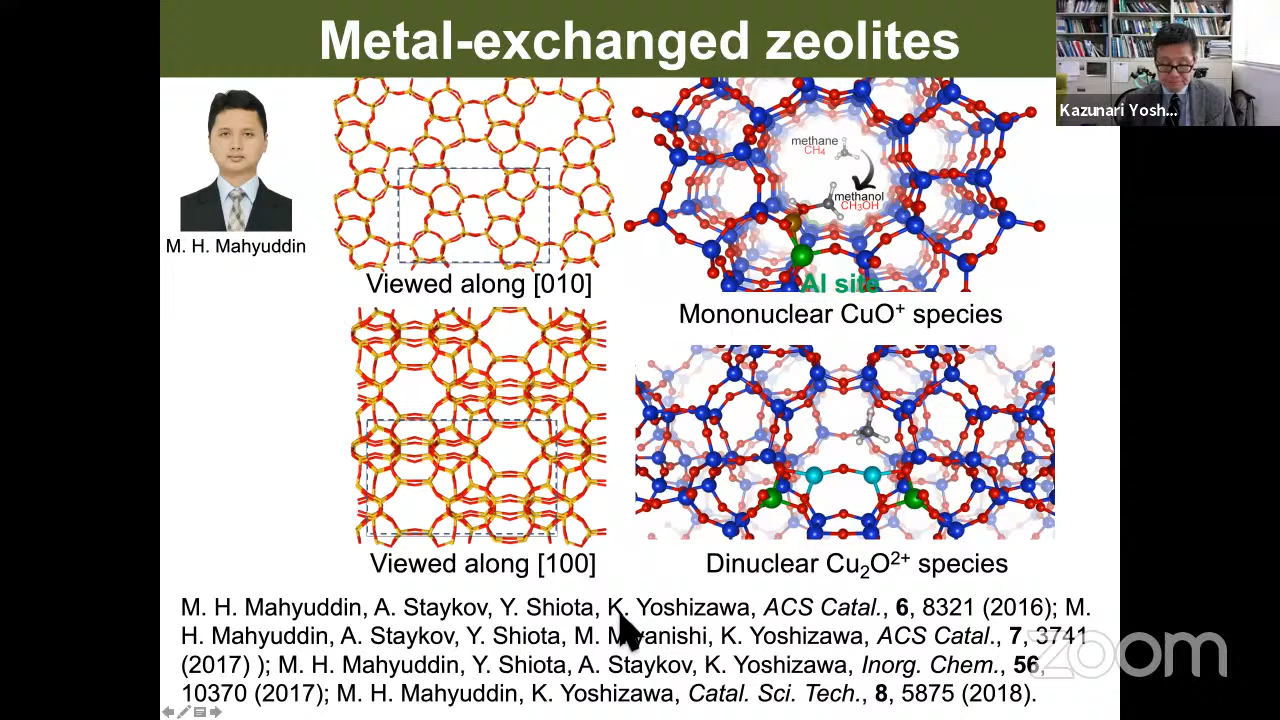 Metal-exchanged zeolites
Kazunari Yosh...
M. H. Mahyuddin
methane
CH4
methanol
CH3OH
Al site
Viewed along [010]
Mononuclear CuO⁺ species
Viewed along [100]
Dinuclear Cu₂O²⁺ species
M. H. Mahyuddin, A. Staykov, Y. Shiota, K. Yoshizawa, ACS Catal., 6, 8321 (2016); M.
H. Mahyuddin, A. Staykov, Y. Shiota, M. Miyanishi, K. Yoshizawa, ACS Catal., 7, 3741
(2017) ); M. H. Mahyuddin, Y. Shiota, A. Staykov, K. Yoshizawa, Inorg. Chem., 56,
10370 (2017); M. H. Mahyuddin, K. Yoshizawa, Catal. Sci. Tech., 8, 5875 (2018).
zoom